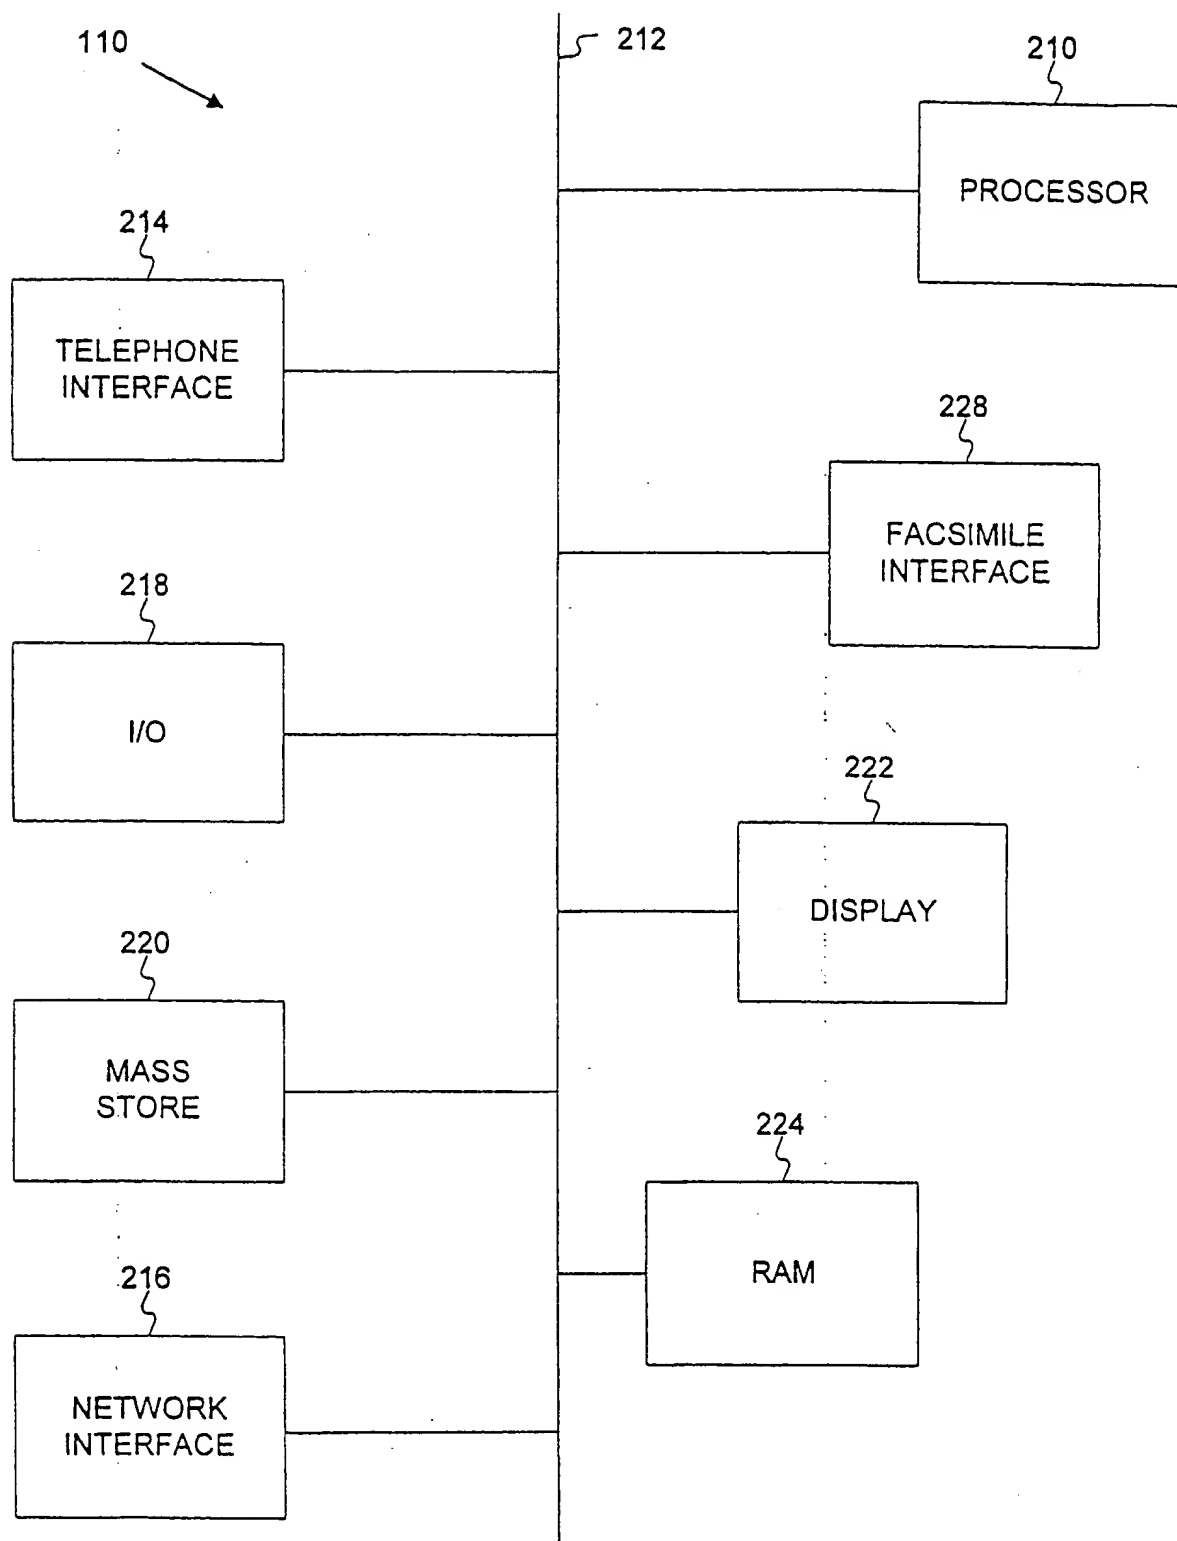 110
212
210
PROCESSOR
214
TELEPHONE
INTERFACE
228
FACSIMILE
INTERFACE
218
I/O
222
DISPLAY
220
MASS
STORE
224
RAM
216
NETWORK
INTERFACE